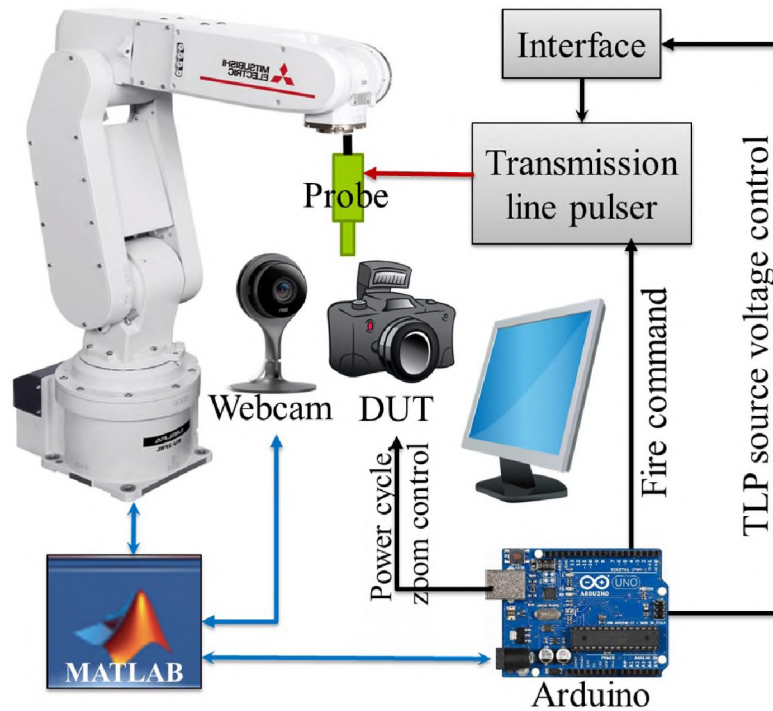 MITSUBISHI
ELECTRIC
Interface
Transmission
line pulser
Probe
Webcam
DUT
Power cycle,
zoom control
Fire command
TLP source voltage control
MATLAB
ARDUINO
UNO
Arduino